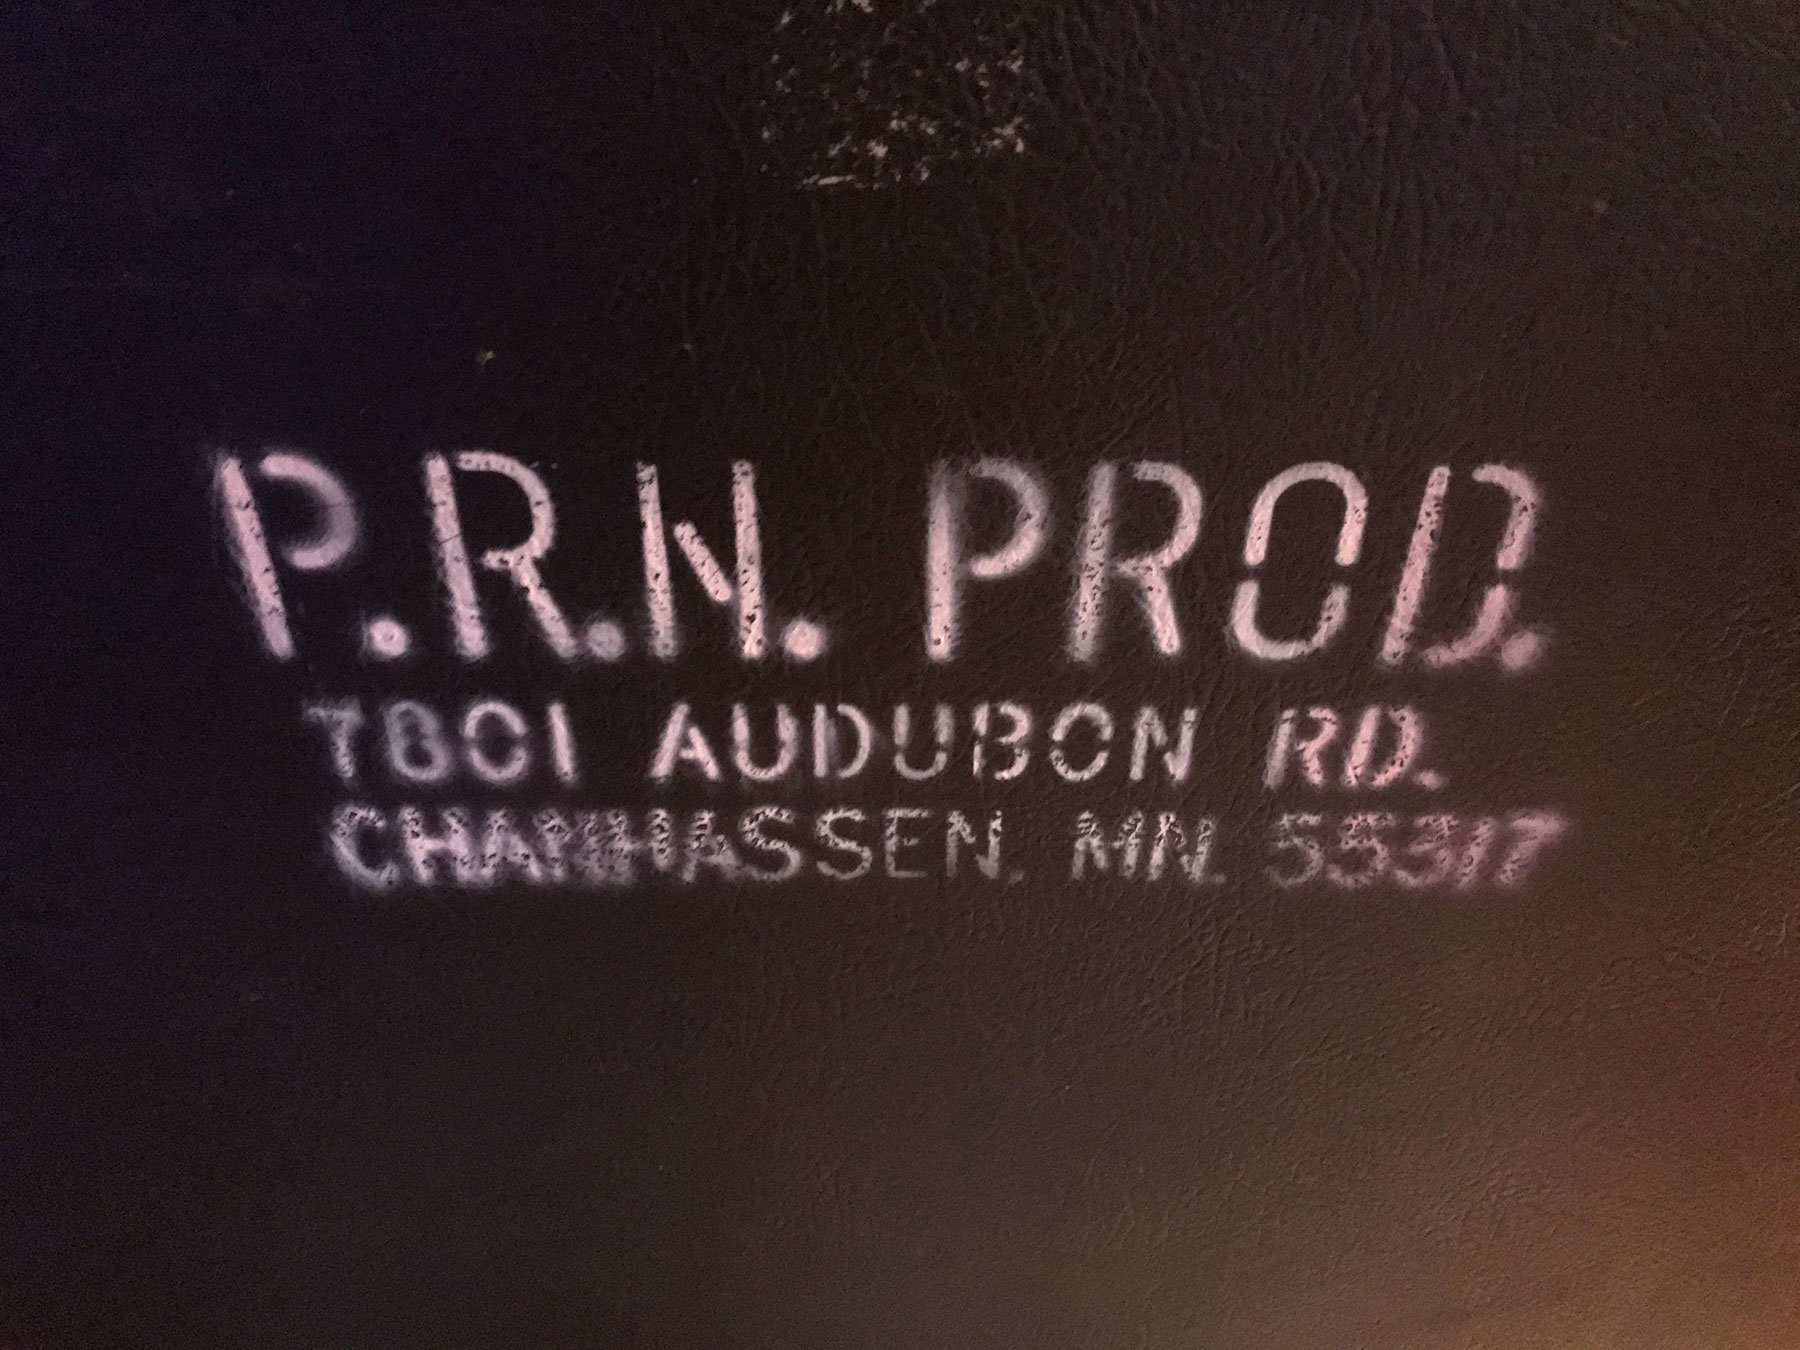 P.R.N. PROD.
7801 AUDUBON RD.
CHANHASSEN. MN. 55317